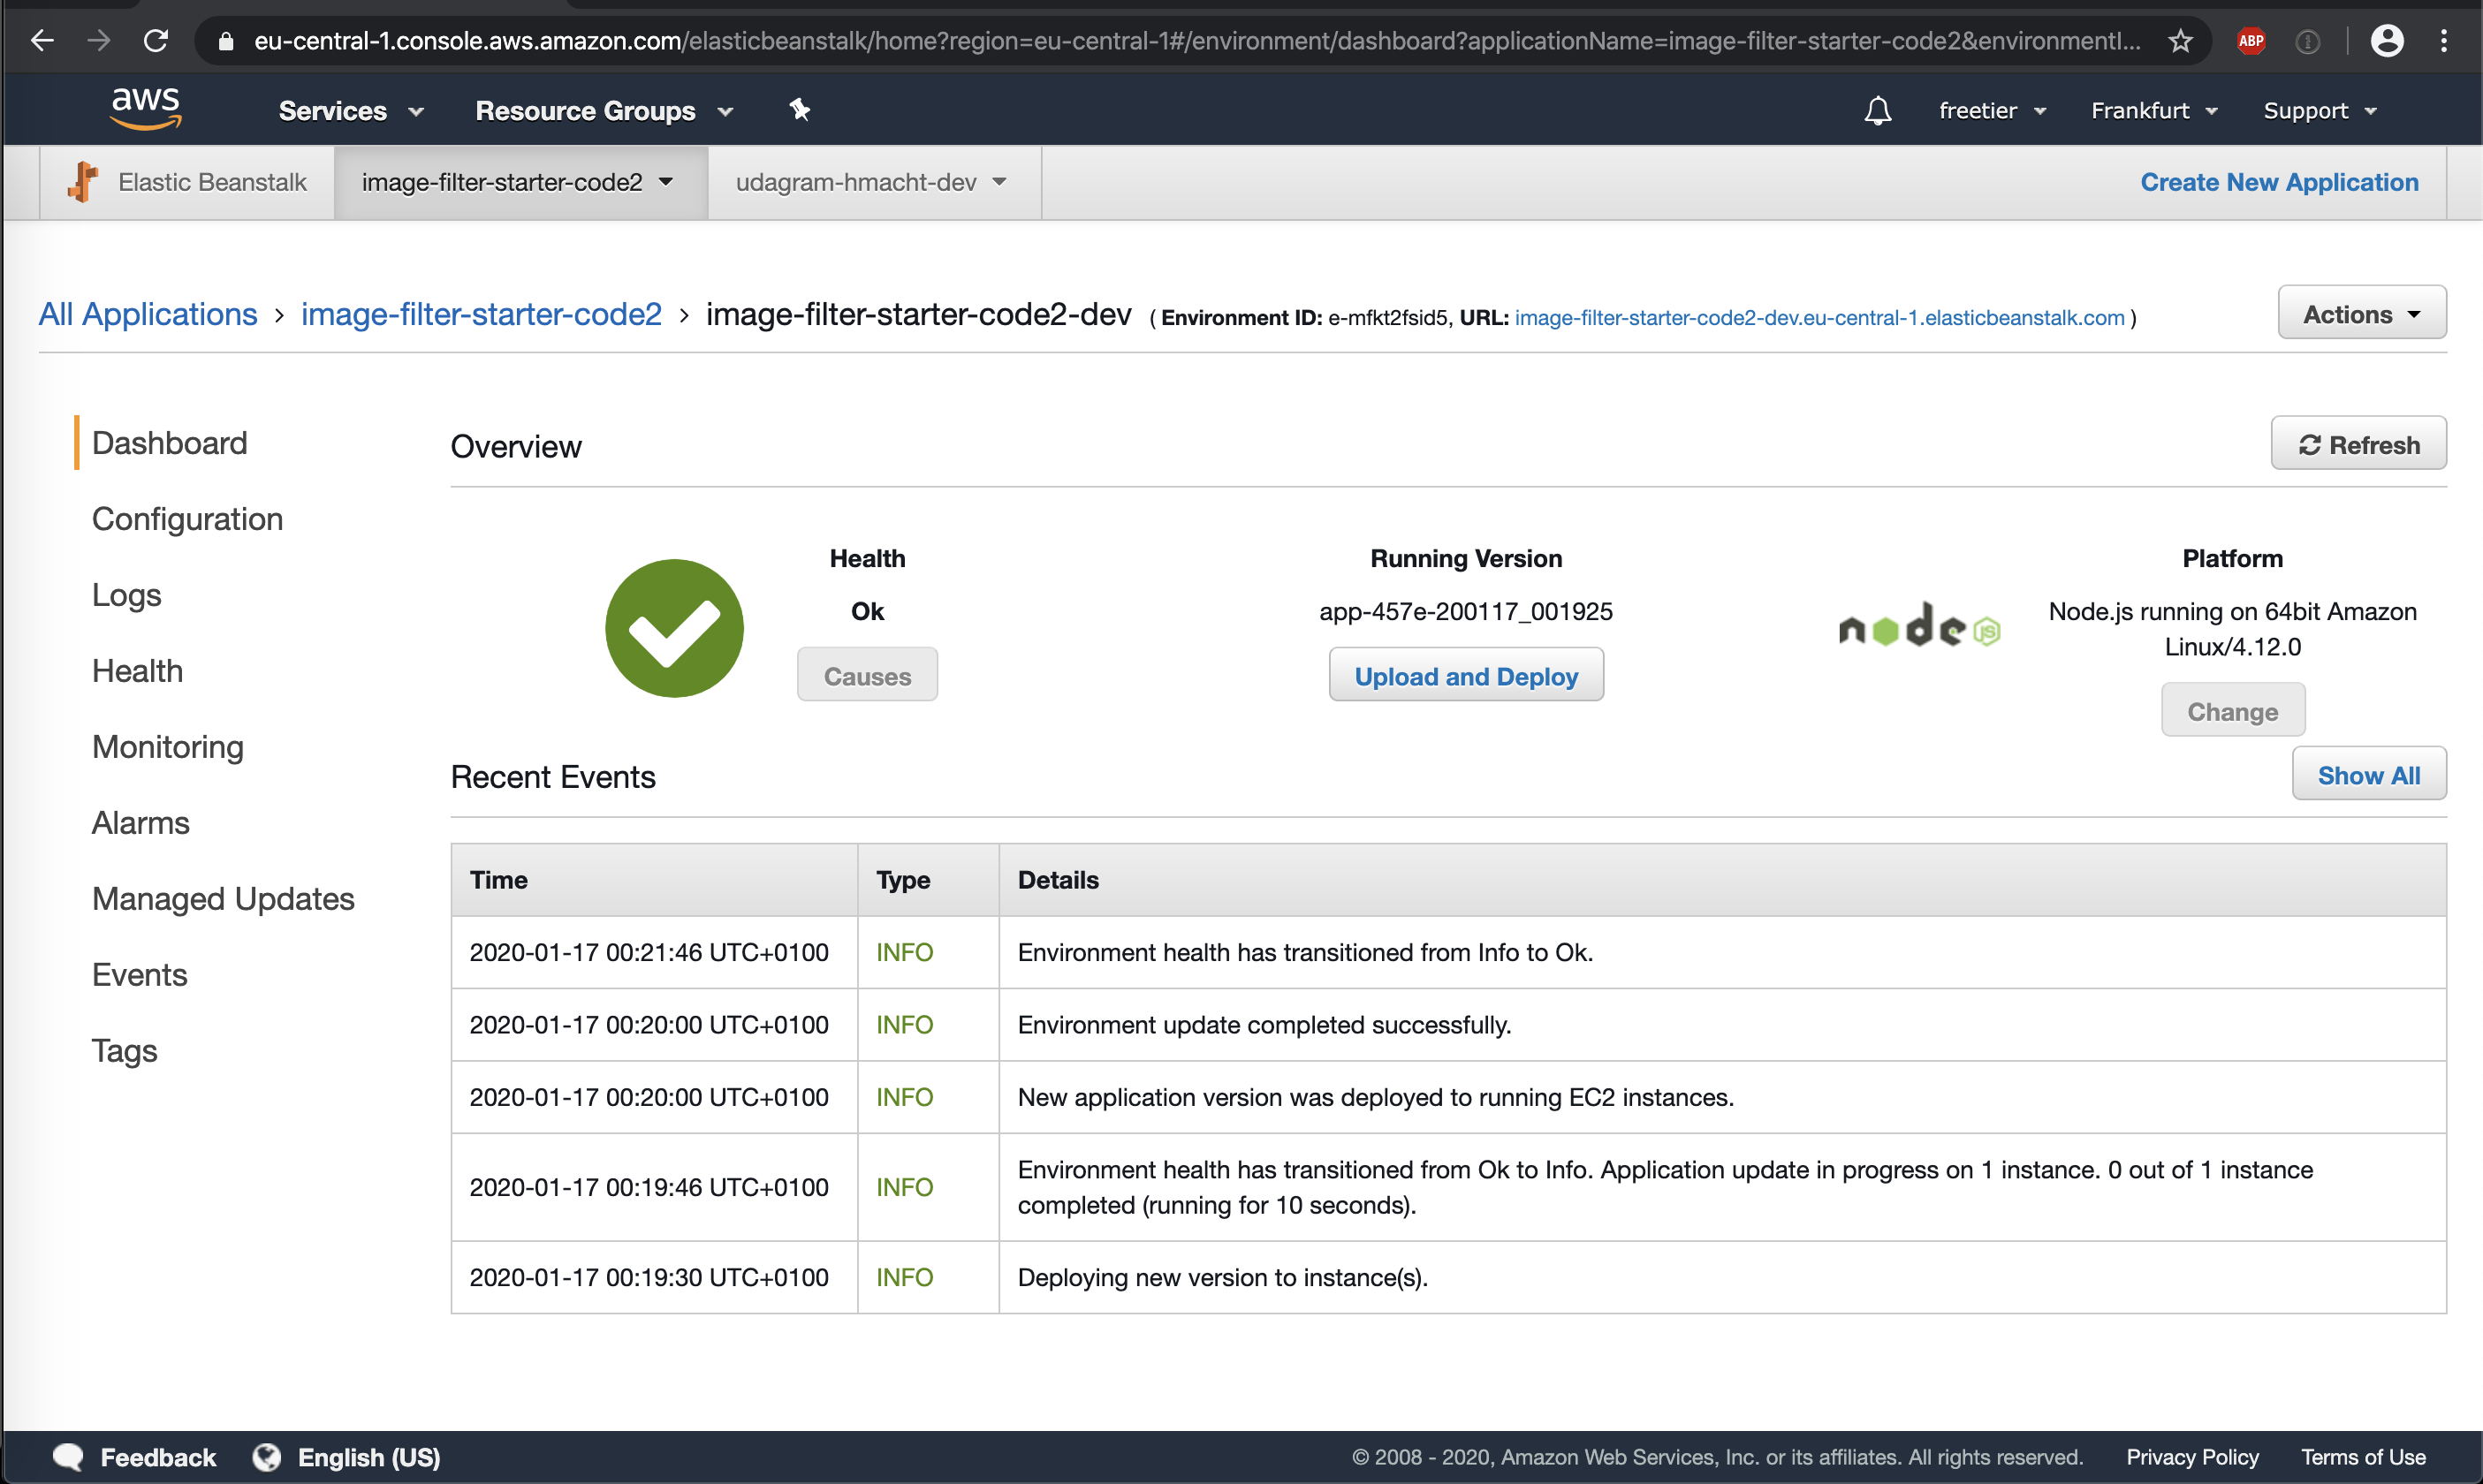 eu-central-1.console.aws.amazon.com/elasticbeanstalk/home?region=eu-central-1#/environment/dashboard?applicationName=image-filter-starter-code2&environmentI...
ABP
aws
Services
Resource Groups
freetier
Frankfurt
Support
Elastic Beanstalk
image-filter-starter-code2
udagram-hmacht-dev
Create New Application
All Applications › image-filter-starter-code2 › image-filter-starter-code2-dev ( Environment ID: e-mfkt2fsid5, URL: image-filter-starter-code2-dev.eu-central-1.elasticbeanstalk.com )
Actions
Dashboard
Configuration
Logs
Health
Monitoring
Alarms
Managed Updates
Events
Tags
Overview
Refresh
Health
Ok
Causes
Running Version
app-457e-200117_001925
Upload and Deploy
node JS
Platform
Node.js running on 64bit Amazon
Linux/4.12.0
Change
Recent Events
Show All
Time Type Details
2020-01-17 00:21:46 UTC+0100 INFO Environment health has transitioned from Info to Ok.
2020-01-17 00:20:00 UTC+0100 INFO Environment update completed successfully.
2020-01-17 00:20:00 UTC+0100 INFO New application version was deployed to running EC2 instances.
2020-01-17 00:19:46 UTC+0100 INFO Environment health has transitioned from Ok to Info. Application update in progress on 1 instance. 0 out of 1 instance
completed (running for 10 seconds).
2020-01-17 00:19:30 UTC+0100 INFO Deploying new version to instance(s).
Feedback
English (US)
© 2008 - 2020, Amazon Web Services, Inc. or its affiliates. All rights reserved.
Privacy Policy
Terms of Use